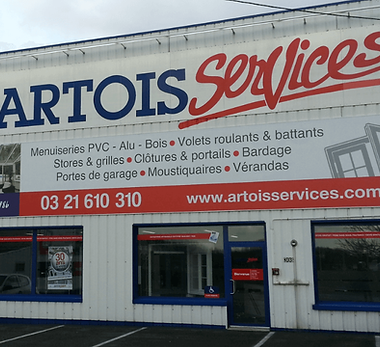 ARTOIS Services
Menuiseries PVC - Alu - Bois • Volets roulants & battants
Stores & grilles • Clôtures & portails • Bardage
Portes de garage • Moustiquaires • Vérandas
03 21 610 310
www.artoisservices.com
30